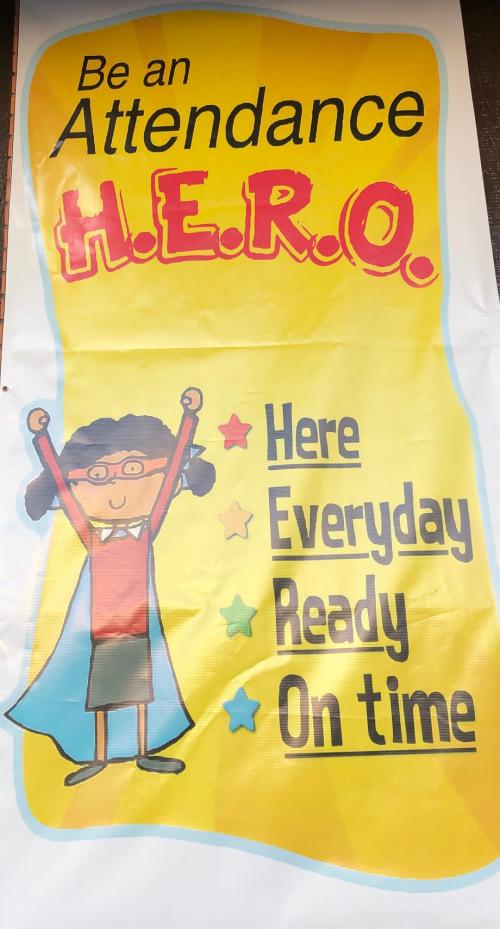 Be an
Attendance
H.E.R.O.
Here
Everyday
Ready
On time